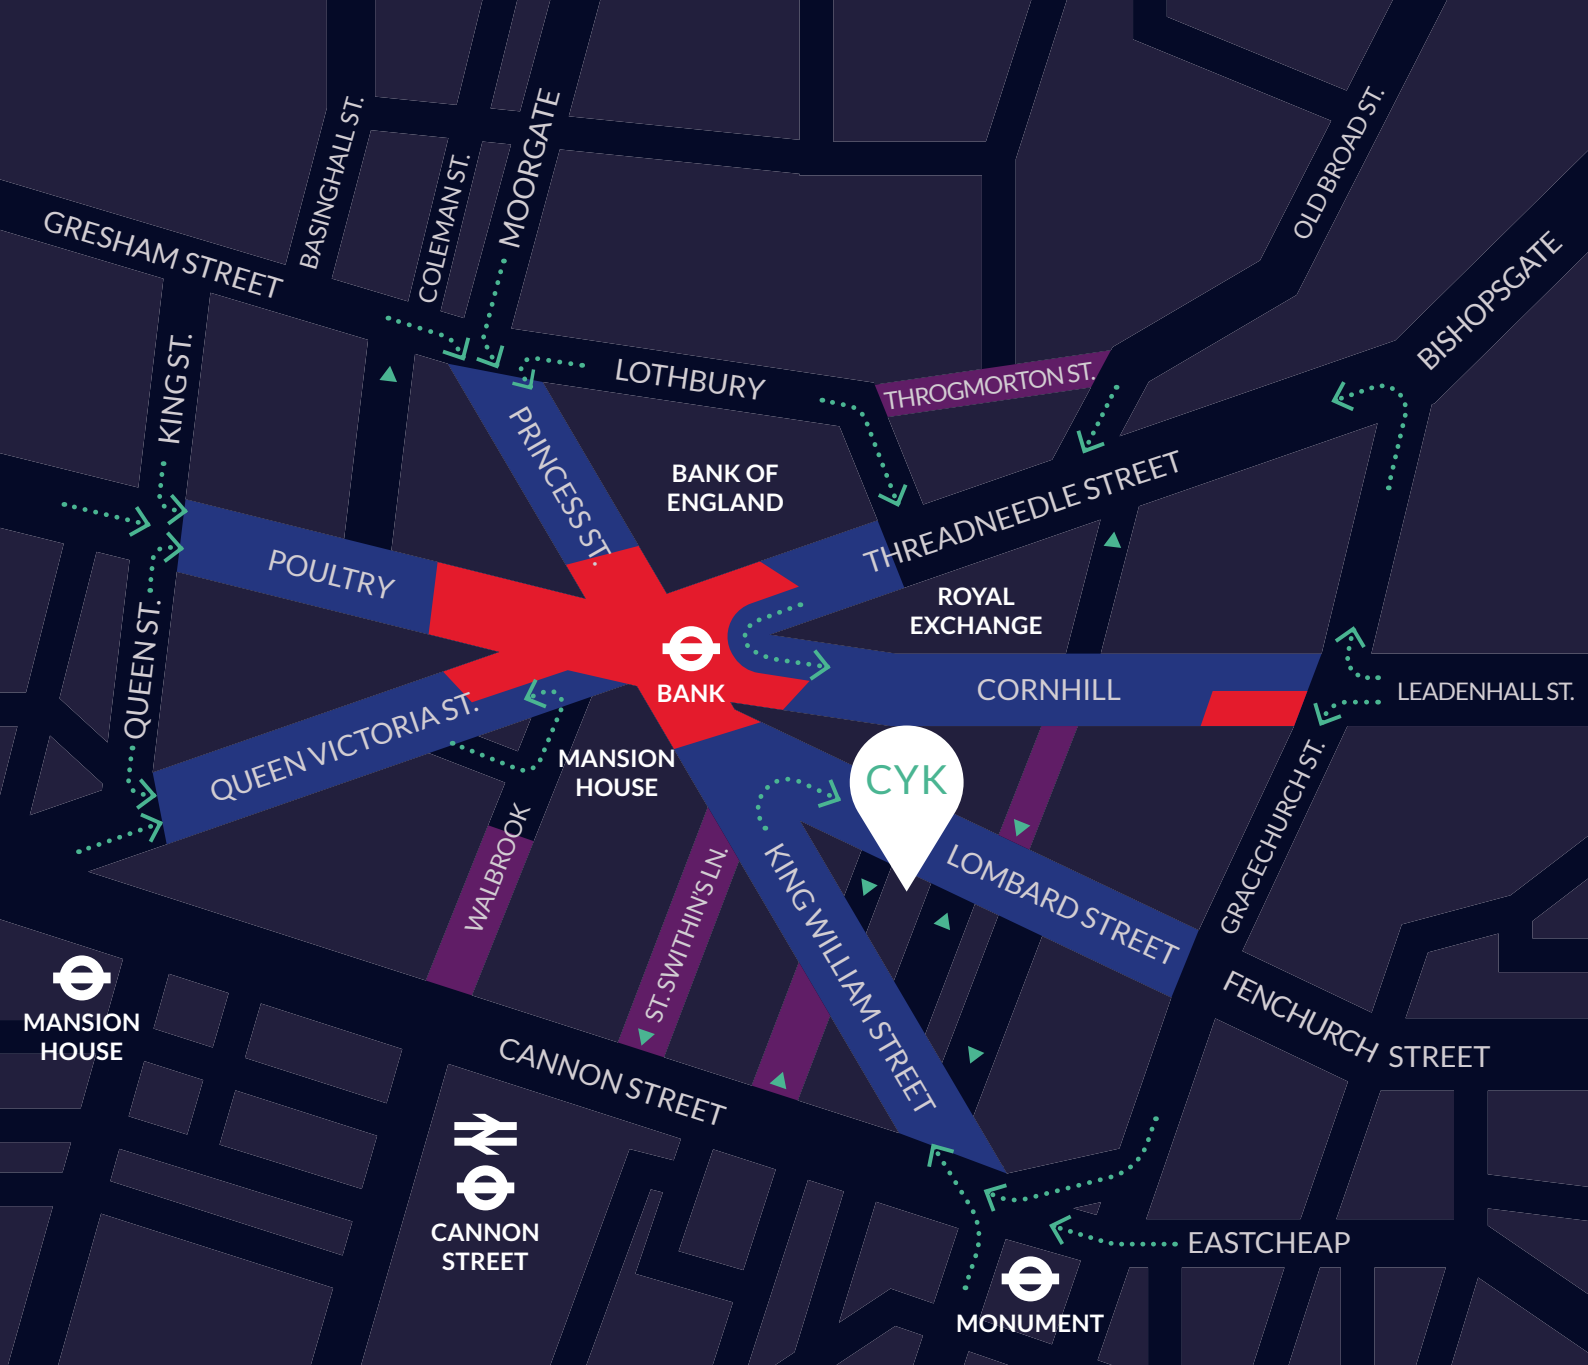 BASINGHALL ST.
COLEMAN ST.
MOORGATE
OLD BROAD ST.
GRESHAM STREET
BISHOPSGATE
KING ST.
LOTHBURY
THROGMORTON ST.
PRINCESS ST.
BANK OF
ENGLAND
THREADNEEDLE STREET
POULTRY
ROYAL
EXCHANGE
QUEEN ST.
BANK
CORNHILL
LEADENHALL ST.
QUEEN VICTORIA ST.
MANSION
HOUSE
CYK
WALBROOK
ST. SWITHIN'S LN.
KING WILLIAM STREET
LOMBARD STREET
GRACECHURCH ST.
MANSION
HOUSE
FENCHURCH STREET
CANNON STREET
CANNON
STREET
EASTCHEAP
MONUMENT